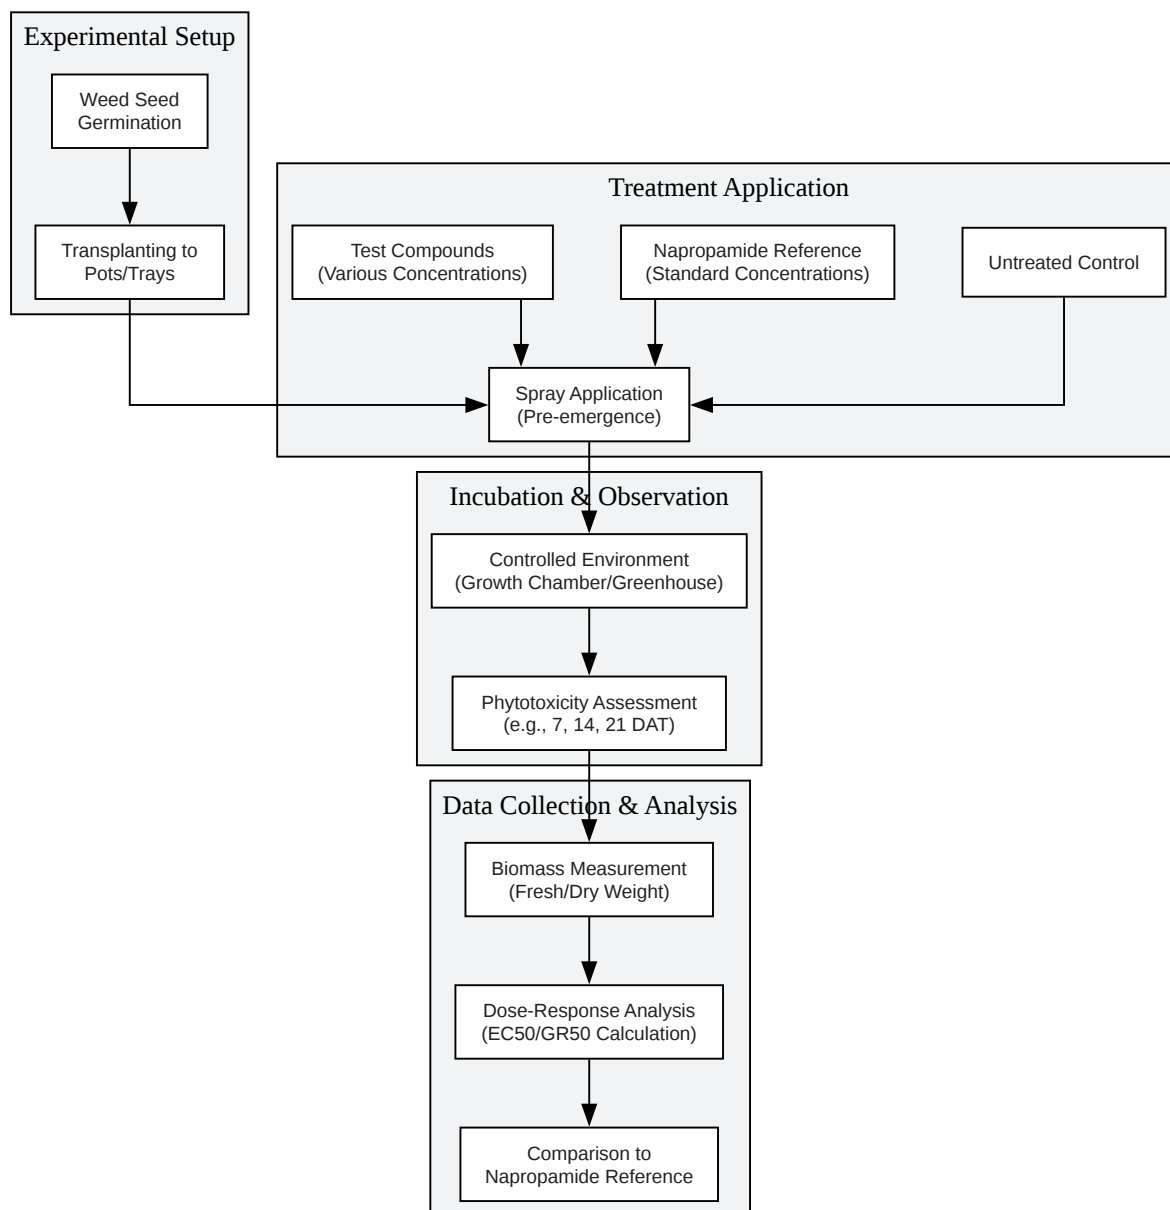 Experimental Setup
Weed Seed
Germination
Transplanting to
Pots/Trays
Treatment Application
Test Compounds
(Various Concentrations)
Napropamide Reference
(Standard Concentrations)
Untreated Control
Spray Application
(Pre-emergence)
Incubation & Observation
Controlled Environment
(Growth Chamber/Greenhouse)
Phytotoxicity Assessment
(e.g., 7, 14, 21 DAT)
Data Collection & Analysis
Biomass Measurement
(Fresh/Dry Weight)
Dose-Response Analysis
(EC50/GR50 Calculation)
Comparison to
Napropamide Reference